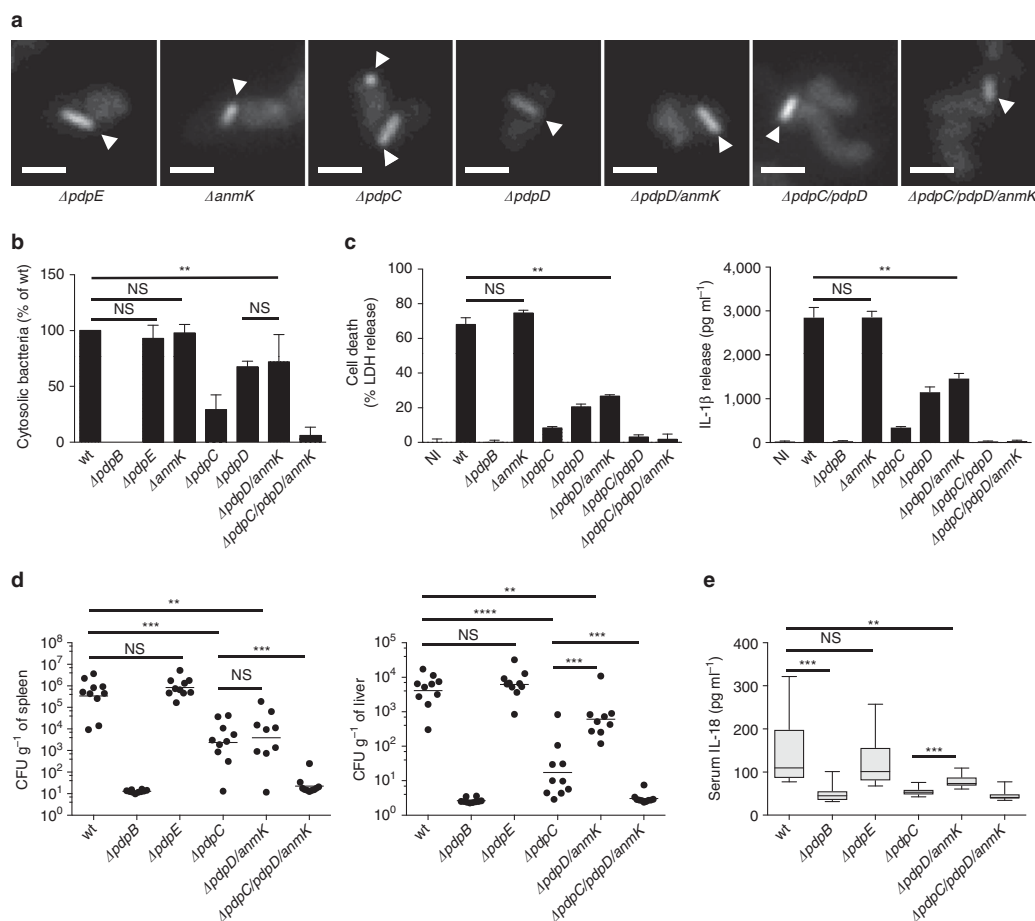 a
ΔpdpE
ΔanmK
ΔpdpC
ΔpdpD
ΔpdpD/anmK
ΔpdpC/pdpD
ΔpdpC/pdpD/anmK
b
Cytosolic bactteria (% of wt)
150
100
50
0
**
NS
NS
NS
wt
ΔpdpB
ΔpdpE
ΔanmK
ΔpdpC
ΔpdpD
ΔpdpD/anmK
ΔpdpC/pdpD/anmK
c
Cell death
(% LDH release)
100
80
60
40
20
0
**
NS
NI
wt
ΔpdpB
ΔanmK
ΔpdpC
ΔpdpD
ΔpdpD/anmK
ΔpdpC/pdpD
ΔpdpC/pdpD/anmK
IL-1β release (pg ml⁻¹)
4,000
3,000
2,000
1,000
0
**
NS
NI
wt
ΔpdpB
ΔanmK
ΔpdpC
ΔpdpD
ΔpdpD/anmK
ΔpdpC/pdpD
ΔpdpC/pdpD/anmK
d
CFU g⁻¹ of spleen
10⁸
10⁷
10⁶
10⁵
10⁴
10³
10²
10¹
10⁰
**
***
***
NS
NS
wt
ΔpdpB
ΔpdpE
ΔpdpC
ΔpdpD/anmK
ΔpdpC/pdpD/anmK
CFU g⁻¹ of liver
10⁵
10⁴
10³
10²
10¹
10⁰
**
****
NS
***
***
wt
ΔpdpB
ΔpdpE
ΔpdpC
ΔpdpD/anmK
ΔpdpC/pdpD/anmK
e
Serum IL-18 (pg ml⁻¹)
400
300
200
100
0
**
NS
***
***
wt
ΔpdpB
ΔpdpE
ΔpdpC
ΔpdpD/anmK
ΔpdpC/pdpD/anmK